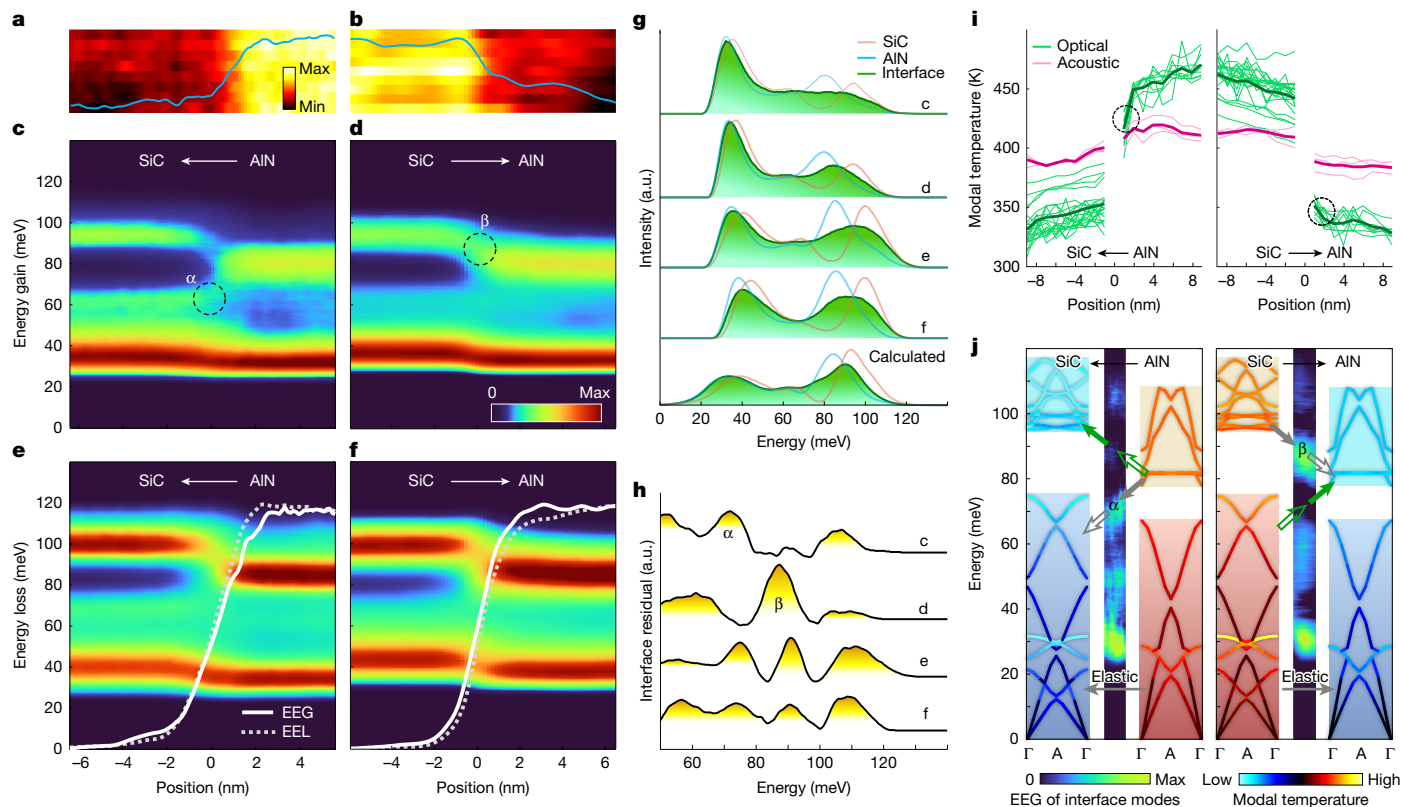 a
Max
Min
b
c
SiC ← AlN
120
100
80
60
40
20
0
Energy gain (meV)
α
d
SiC → AlN
β
0
Max
e
SiC ← AlN
120
100
80
60
40
20
0
Energy loss (meV)
EEG
EEL
−6 −4 −2 0 2 4
Position (nm)
f
SiC → AlN
−4 −2 0 2 4 6
Position (nm)
g
SiC
AlN
Interface
c
d
e
f
Calculated
Intensity (a.u.)
0 20 40 60 80 100 120
Energy (meV)
h
α
c
β
d
e
f
Interface residual (a.u.)
60 80 100 120
Energy (meV)
i
Optical
Acoustic
450
400
350
300
Modal temperature (K)
SiC ← AlN
SiC → AlN
−8 −4 0 4 8
−8 −4 0 4 8
Position (nm)
Position (nm)
j
SiC ← AlN
SiC → AlN
100
80
60
40
20
0
Energy (meV)
α
β
Elastic
Elastic
Γ A Γ
Γ A Γ
Γ A Γ
Γ A Γ
0
Max
EEG of interface modes
Low
High
Modal temperature